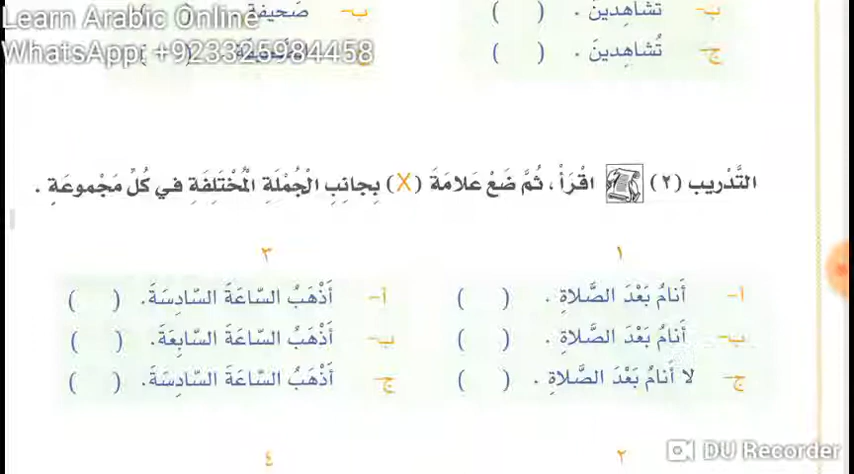 Learn Arabic Online
WhatsApp: +923325984458
ب- تشاهدين . ( )
ج- تُشاهِدينَ . ( )
ب- صَحيفَة ( )
التَّدْريب (٢) اقْرَأْ ، ثُمَّ ضَعْ عَلامَةَ (X) بِجانِبِ الْجُمْلَةِ الْمُخْتَلِفَةِ في كُلِّ مَجْموعَةٍ .
١
أ- أَنامُ بَعْدَ الصَّلاةِ . ( )
ب- أَنامُ بَعْدَ الصَّلاةِ . ( )
ج- لا أَنامُ بَعْدَ الصَّلاةِ . ( )
٢
٣
أ- أَذْهَبُ السّاعَةَ السّادِسَةَ. ( )
ب- أَذْهَبُ السّاعَةَ السّابِعَةَ. ( )
ج- أَذْهَبُ السّاعَةَ السّادِسَةَ. ( )
٤
DU Recorder